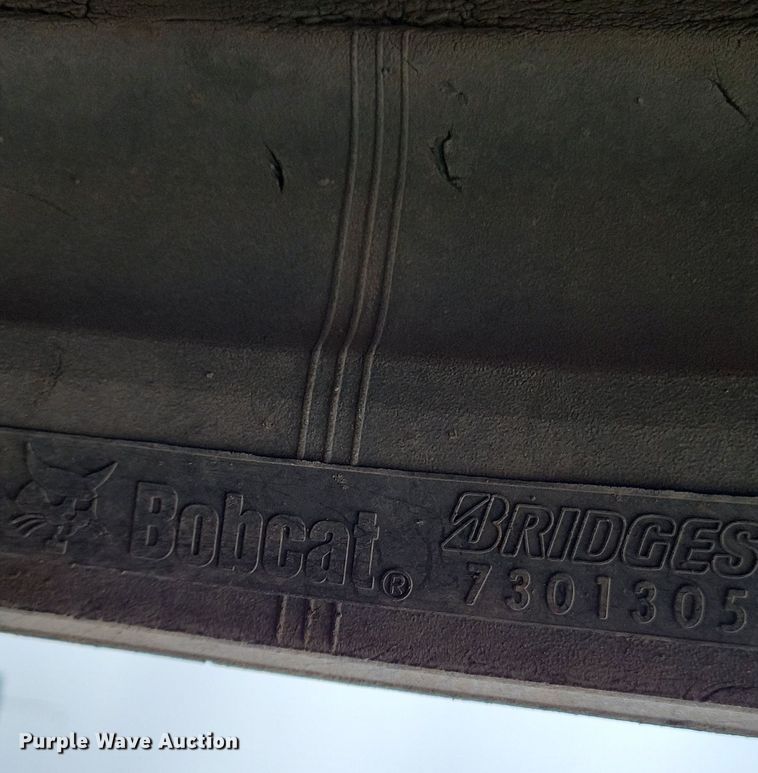 Bobcat® BRIDGES
7301305
Purple Wave Auction